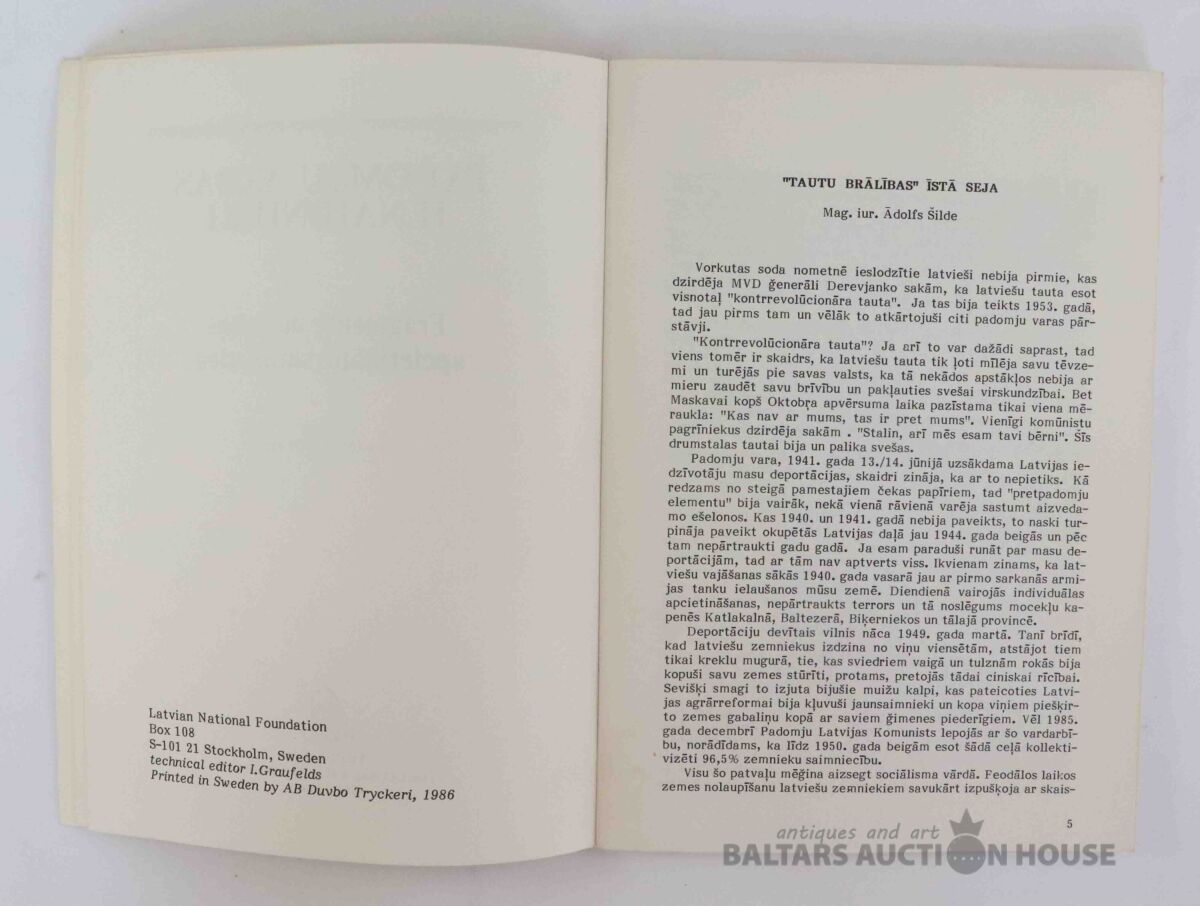 Latvian National Foundation
Box 108
S-101 21 Stockholm, Sweden
technical editor I.Graufelds
Printed in Sweden by AB Duvbo Tryckeri, 1986
"TAUTU BRĀLĪBAS" ĪSTĀ SEJA
Mag. iur. Ādolfs Šilde
Vorkutas soda nometnē ieslodzītie latvieši nebija pirmie, kas
dzirdēja MVD ģenerāli Derevjanko sakām, ka latviešu tauta esot
visnotaļ "kontrrevolūcionāra tauta". Ja tas bija teikts 1953. gadā,
tad jau pirms tam un vēlāk to atkārtojuši citi padomju varas pār-
stāvji.
"Kontrrevolūcionāra tauta"? Ja arī to var dažādi saprast, tad
viens tomēr ir skaidrs, ka latviešu tauta tik ļoti mīlēja savu tēvze-
mi un turējās pie savas valsts, ka tā nekādos apstākļos nebija ar
mieru zaudēt savu brīvību un pakļauties svešai virskundzībai. Bet
Maskavai kopš Oktobŗa apvērsuma laika pazīstama tikai viena mē-
raukla: "Kas nav ar mums, tas ir pret mums". Vienīgi komūnistu
pagrīniekus dzirdēja sakām . "Stalin, arī mēs esam tavi bērni". Šīs
drumstalas tautai bija un palika svešas.
Padomju vara, 1941. gada 13./14. jūnijā uzsākdama Latvijas ie-
dzīvotāju masu deportācijas, skaidri zināja, ka ar to nepietiks. Kā
redzams no steigā pamestajiem čekas papīriem, tad "pretpadomju
elementu" bija vairāk, nekā vienā rāvienā varēja sastumt aizveda-
mo ešelonos. Kas 1940. un 1941. gadā nebija paveikts, to naski tur-
pināja paveikt okupētās Latvijas daļā jau 1944. gada beigās un pēc
tam nepārtraukti gadu gadā. Ja esam paraduši runāt par masu de-
portācijām, tad ar tām nav aptverts viss. Ikvienam zinams, ka lat-
viešu vajāšanas sākās 1940. gada vasarā jau ar pirmo sarkanās armi-
jas tanku ielaušanos mūsu zemē. Diendienā vairojās individuālas
apcietināšanas, nepārtraukts terrors un tā noslēgums mocekļu ka-
penēs Katlakalnā, Baltezerā, Biķerniekos un tālajā provincē.
Deportāciju devītais vilnis nāca 1949. gada martā. Tanī brīdī,
kad latviešu zemniekus izdzina no viņu viensētām, atstājot tiem
tikai kreklu mugurā, tie, kas sviedriem vaigā un tulznām rokās bija
kopuši savu zemes stūrīti, protams, pretojās tādai ciniskai rīcībai.
Sevišķi smagi to izjuta bijušie muižu kalpi, kas pateicoties Latvi-
jas agrārreformai bija kļuvuši jaunsaimnieki un kopa viņiem piešķir-
to zemes gabaliņu kopā ar saviem ģimenes piederīgiem. Vēl 1985.
gada decembrī Padomju Latvijas Komunists lepojās ar šo vardarbī-
bu, norādīdams, ka līdz 1950. gada beigām esot šādā ceļā kollekti-
vizēti 96,5% zemnieku saimniecību.
Visu šo patvaļu mēģina aizsegt sociālisma vārdā. Feodālos laikos
zemes nolaupīšanu latviešu zemniekiem savukārt izpušķoja ar skais-
5
antiques and art
BALTARS AUCTION HOUSE